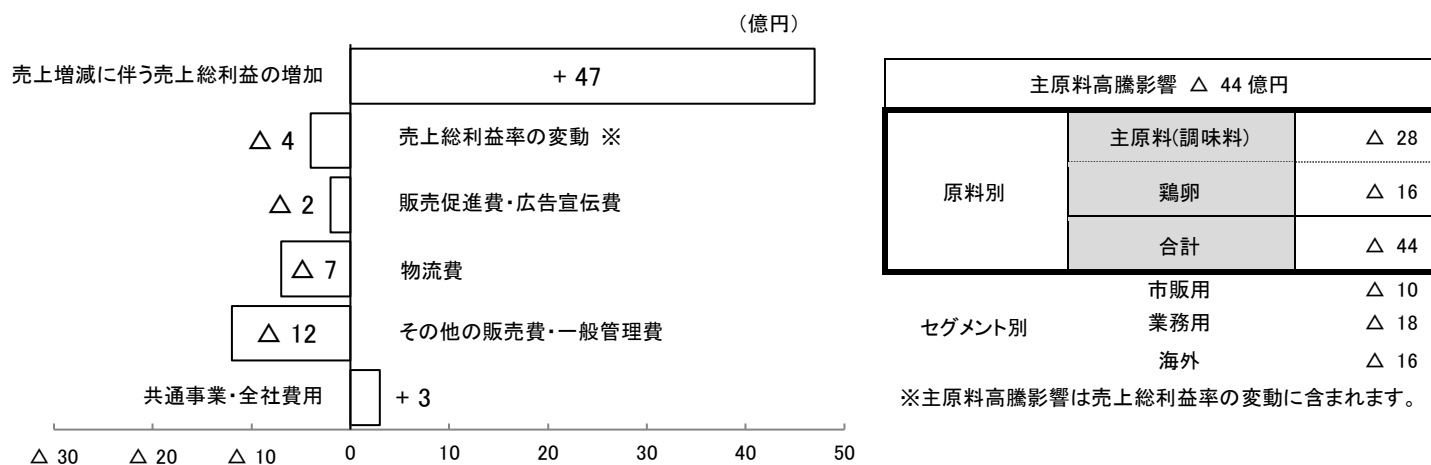 （億円）
売上増減に伴う売上総利益の増加
+ 47
△ 4
売上総利益率の変動 ※
△ 2
販売促進費・広告宣伝費
△ 7
物流費
△ 12
その他の販売費・一般管理費
共通事業・全社費用
+ 3
△ 30 △ 20 △ 10 0 10 20 30 40 50
主原料高騰影響 △ 44 億円
原料別
主原料(調味料) △ 28
鶏卵 △ 16
合計 △ 44
セグメント別
市販用 △ 10
業務用 △ 18
海外 △ 16
※主原料高騰影響は売上総利益率の変動に含まれます。